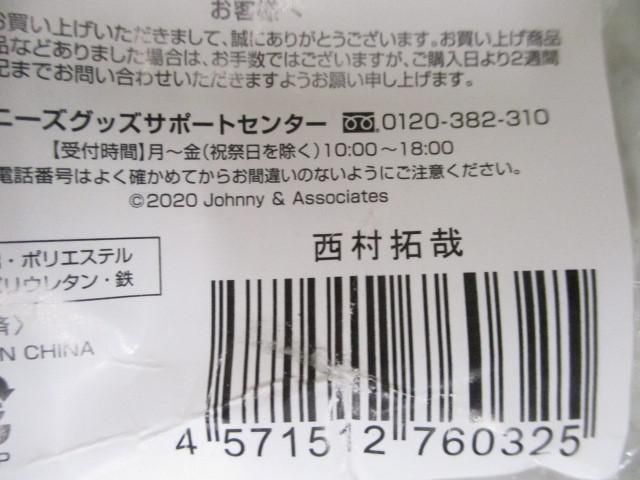 お客様へ
お買い上げいただきまして、誠にありがとうございます。お買い上げ商品
品などありました場合は、お手数ではございますが、ご購入日より2週間
記までお問い合わせいただきますようお願い申し上げます。
ニーズグッズサポートセンター 0120-382-310
【受付時間】月～金(祝祭日を除く)10:00～18:00
電話番号はよく確かめてからお間違いのないようにご注意ください。
©2020 Johnny & Associates
西村拓哉
・ポリエステル
リウレタン・鉄
済〉
IN CHINA
4 571512 760325